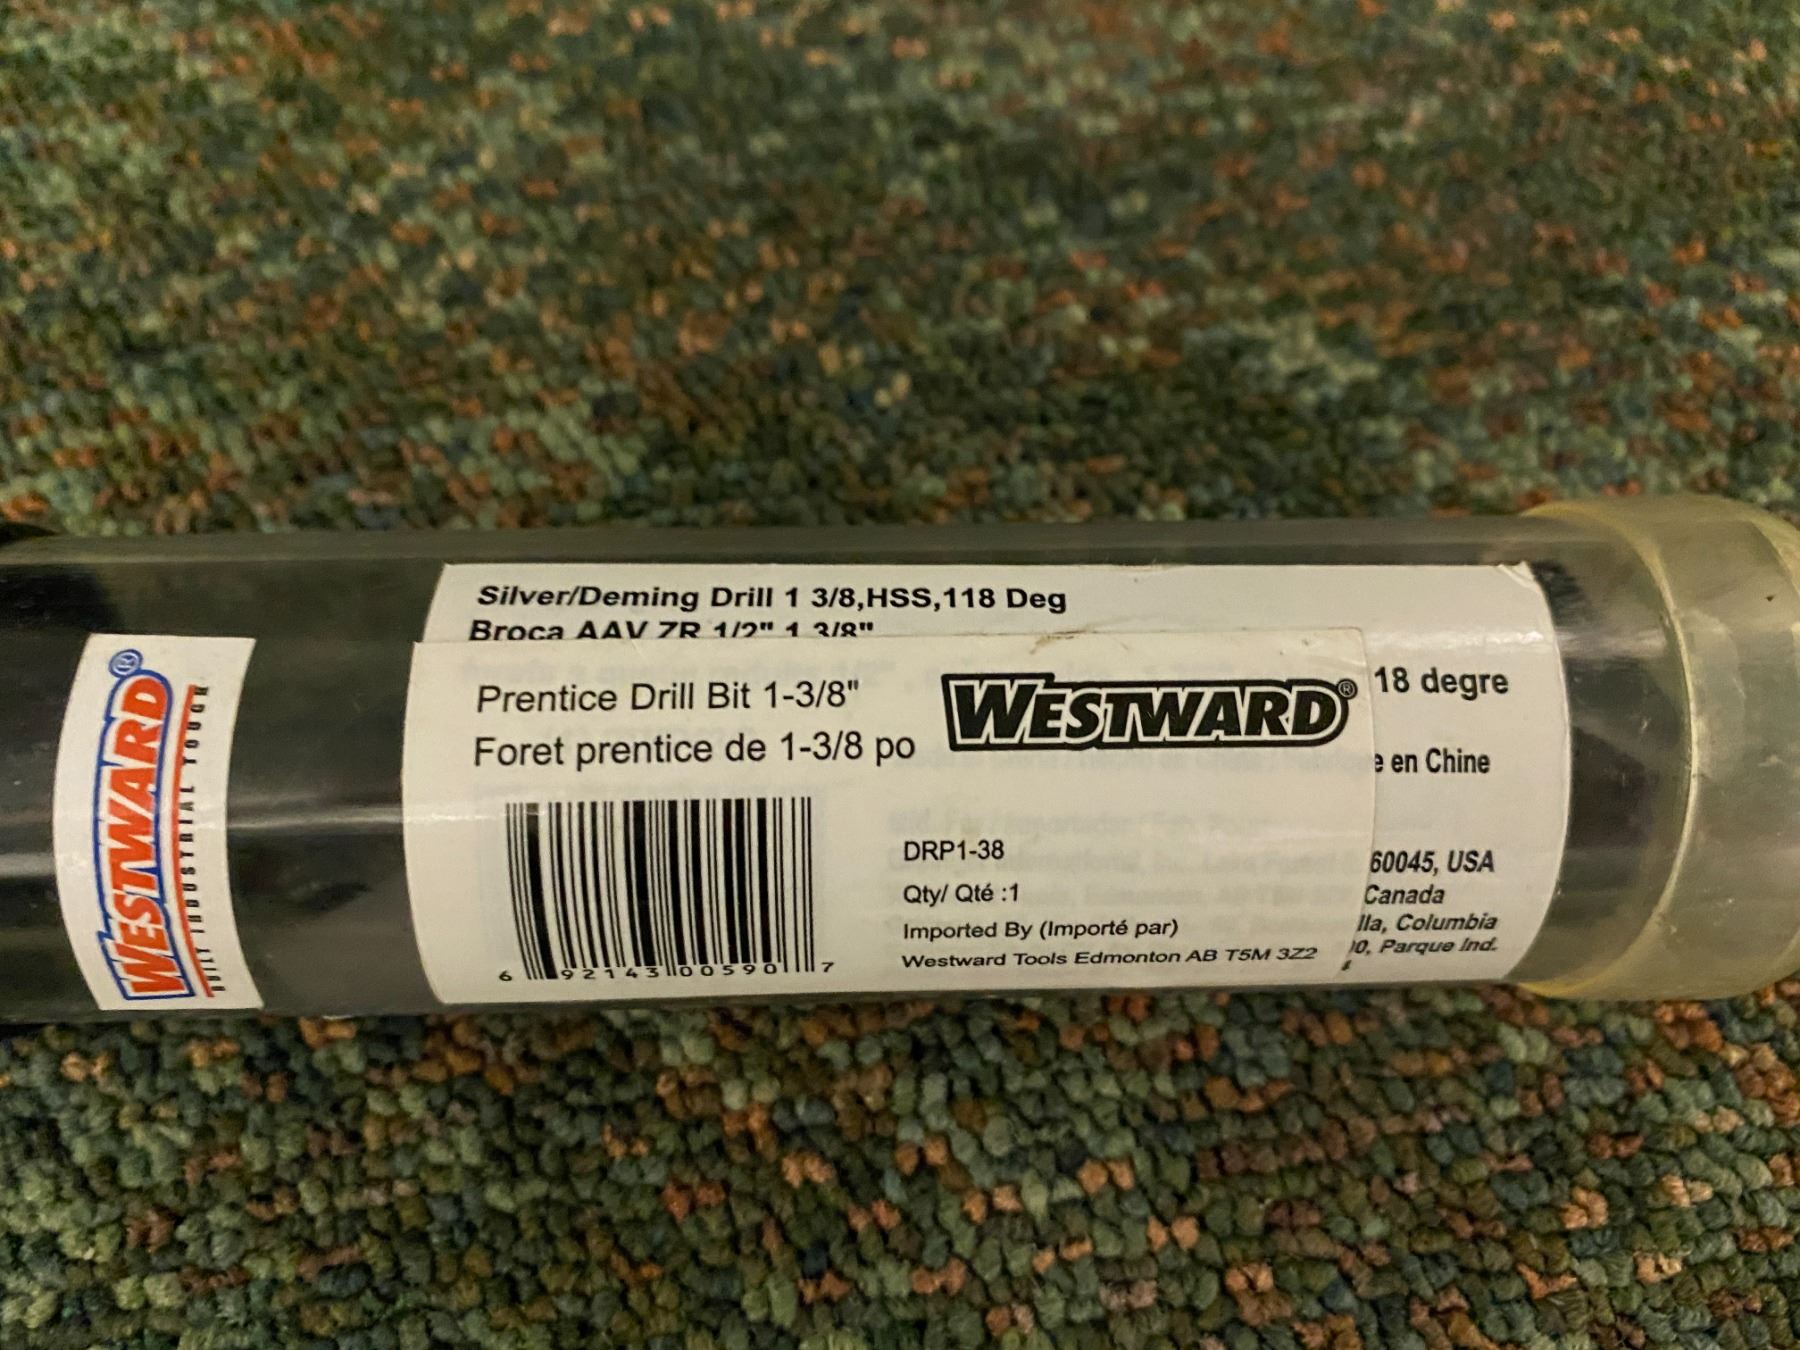 Silver/Deming Drill 1 3/8,HSS,118 Deg
Broca AAV ZR 1/2" 1 3/8"
18 degre
en Chine
60045, USA
Canada
lla, Columbia
0, Parque Ind.
Prentice Drill Bit 1-3/8"
Foret prentice de 1-3/8 po
WESTWARD®
DRP1-38
Qty/ Qté :1
Imported By (Importé par)
Westward Tools Edmonton AB T5M 3Z2
6 92143 00590 7
WESTWARD®
BUILT INDUSTRIAL TOUGH